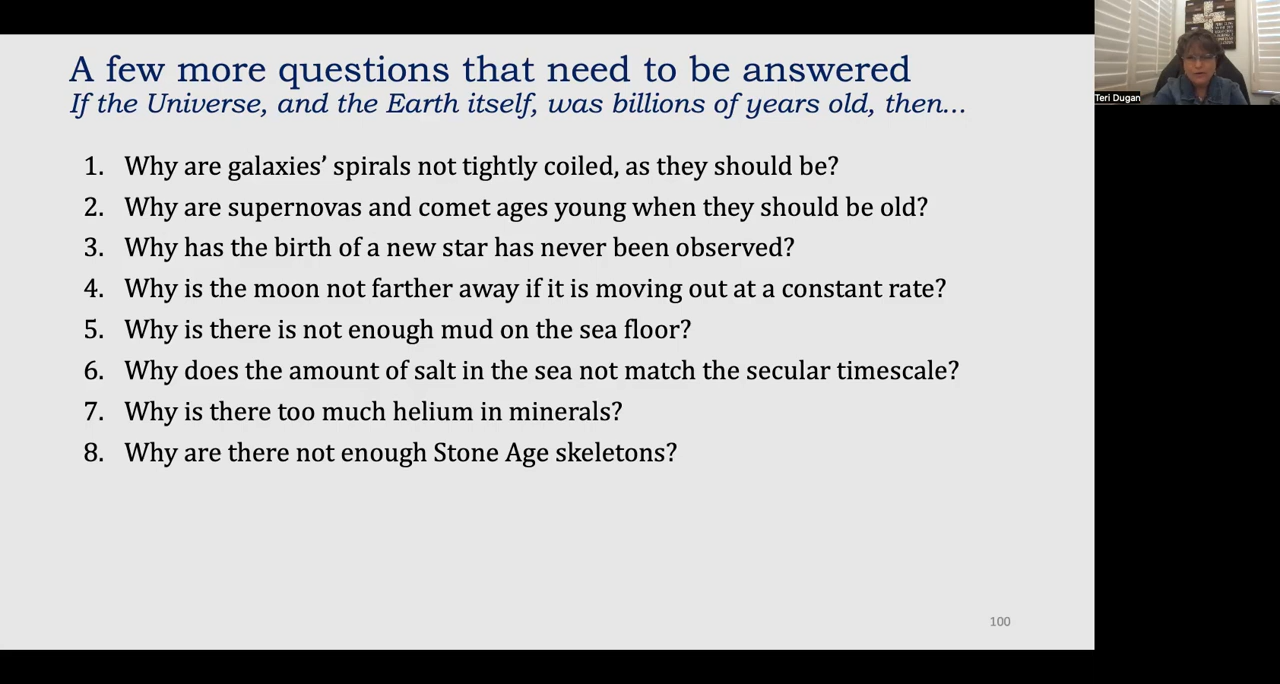 A few more questions that need to be answered
If the Universe, and the Earth itself, was billions of years old, then...
1. Why are galaxies’ spirals not tightly coiled, as they should be?
2. Why are supernovas and comet ages young when they should be old?
3. Why has the birth of a new star has never been observed?
4. Why is the moon not farther away if it is moving out at a constant rate?
5. Why is there is not enough mud on the sea floor?
6. Why does the amount of salt in the sea not match the secular timescale?
7. Why is there too much helium in minerals?
8. Why are there not enough Stone Age skeletons?
100
Teri Dugan